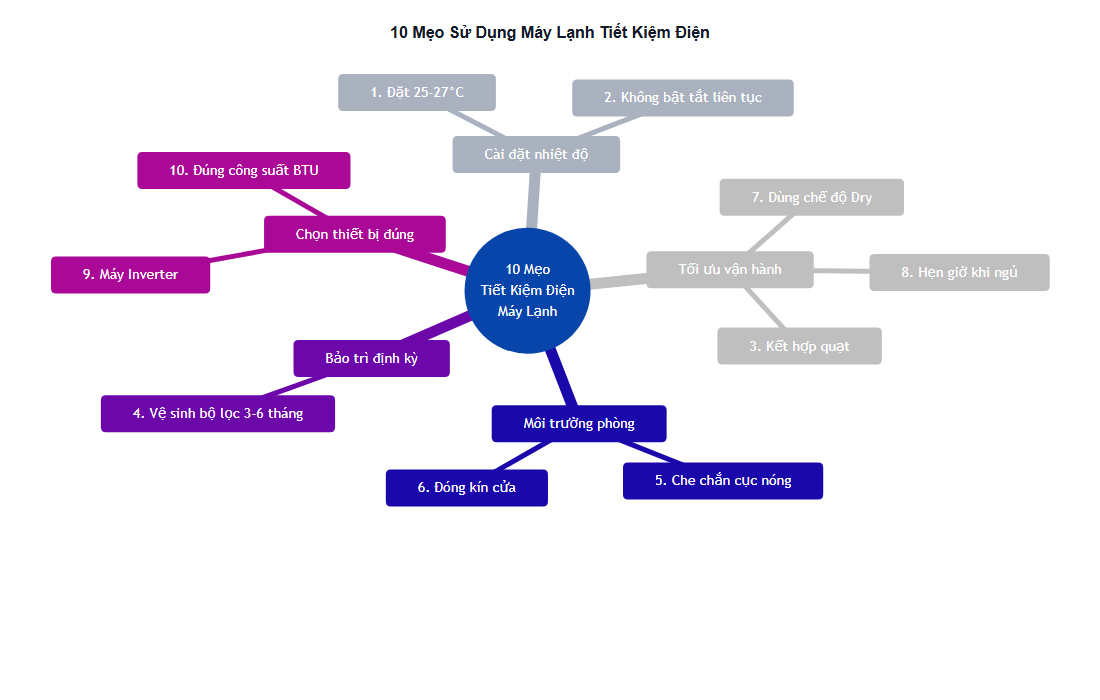 10 Mẹo Sử Dụng Máy Lạnh Tiết Kiệm Điện
1. Đặt 25-27°C
2. Không bật tắt liên tục
Cài đặt nhiệt độ
10. Đúng công suất BTU
7. Dùng chế độ Dry
Chọn thiết bị đúng
9. Máy Inverter
10 Mẹo
Tiết Kiệm Điện
Máy Lạnh
Tối ưu vận hành
8. Hẹn giờ khi ngủ
3. Kết hợp quạt
Bảo trì định kỳ
4. Vệ sinh bộ lọc 3-6 tháng
Môi trường phòng
6. Đóng kín cửa
5. Che chắn cục nóng